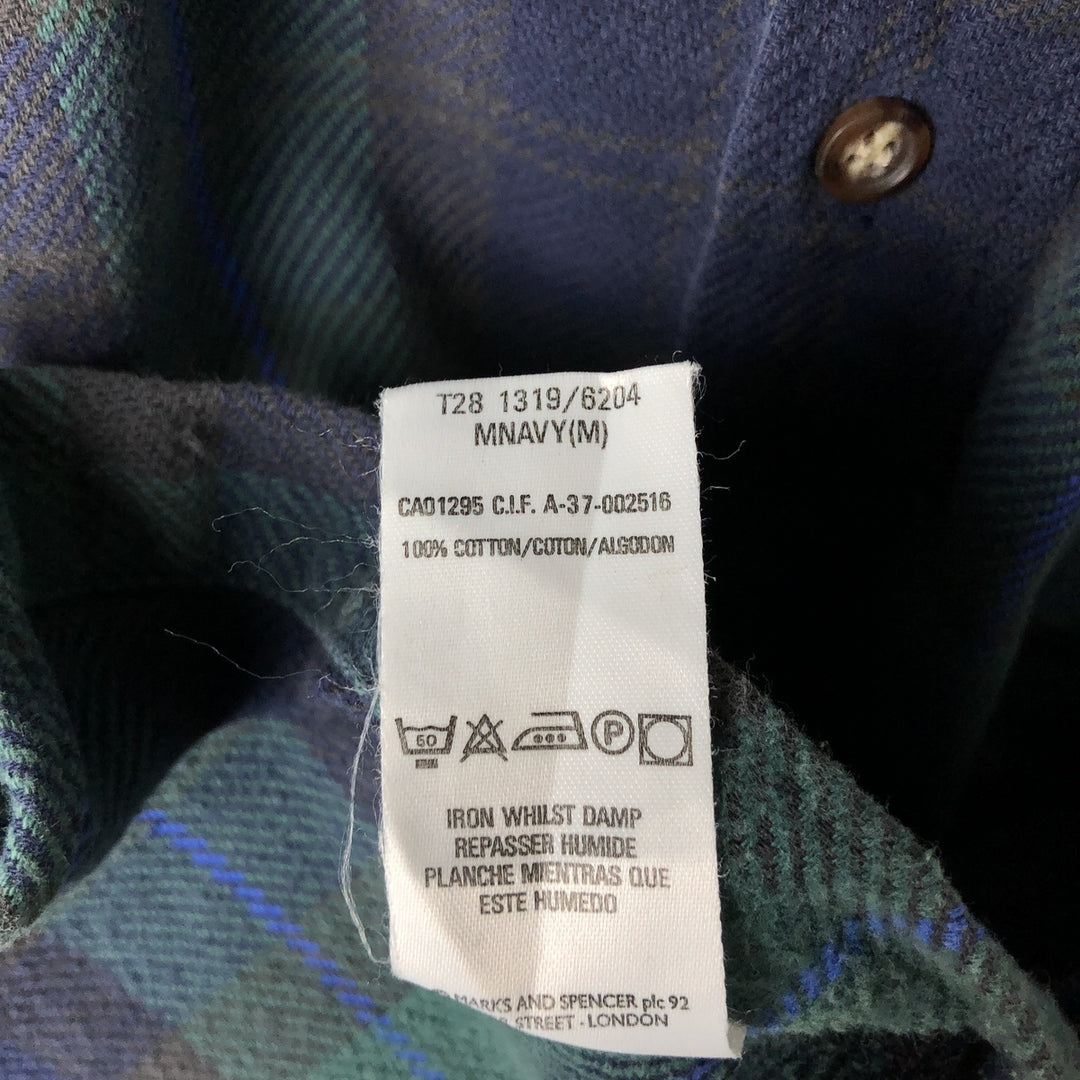 T28 1319/6204
MNAVY(M)
CA01295 C.I.F. A-37-002516
100% COTTON/COTON/ALGODON
50
P
IRON WHILST DAMP
REPASSER HUMIDE
PLANCHE MIENTRAS QUE
ESTE HUMEDO
MARKS AND SPENCER plc 92
STREET - LONDON